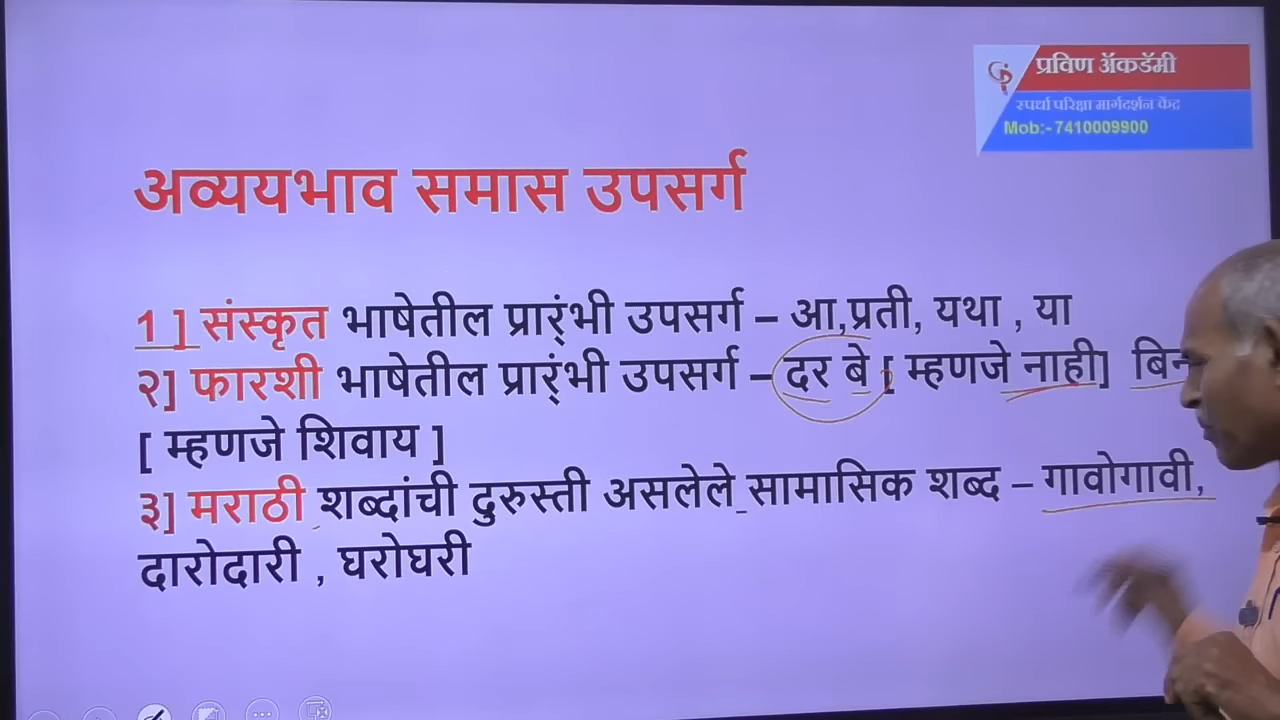 प्रविण ॲकडॅमी
स्पर्धा परिक्षा मार्गदर्शन केंद्र
Mob:- 7410009900
अव्ययभाव समास उपसर्ग
1 ] संस्कृत भाषेतील प्रारं्भी उपसर्ग – आ,प्रती, यथा , या
२] फारशी भाषेतील प्रारं्भी उपसर्ग – दर बे [ म्हणजे नाही] बिन
[ म्हणजे शिवाय ]
३] मराठी शब्दांची दुरुस्ती असलेले सामासिक शब्द – गावोगावी,
दारोदारी , घरोघरी